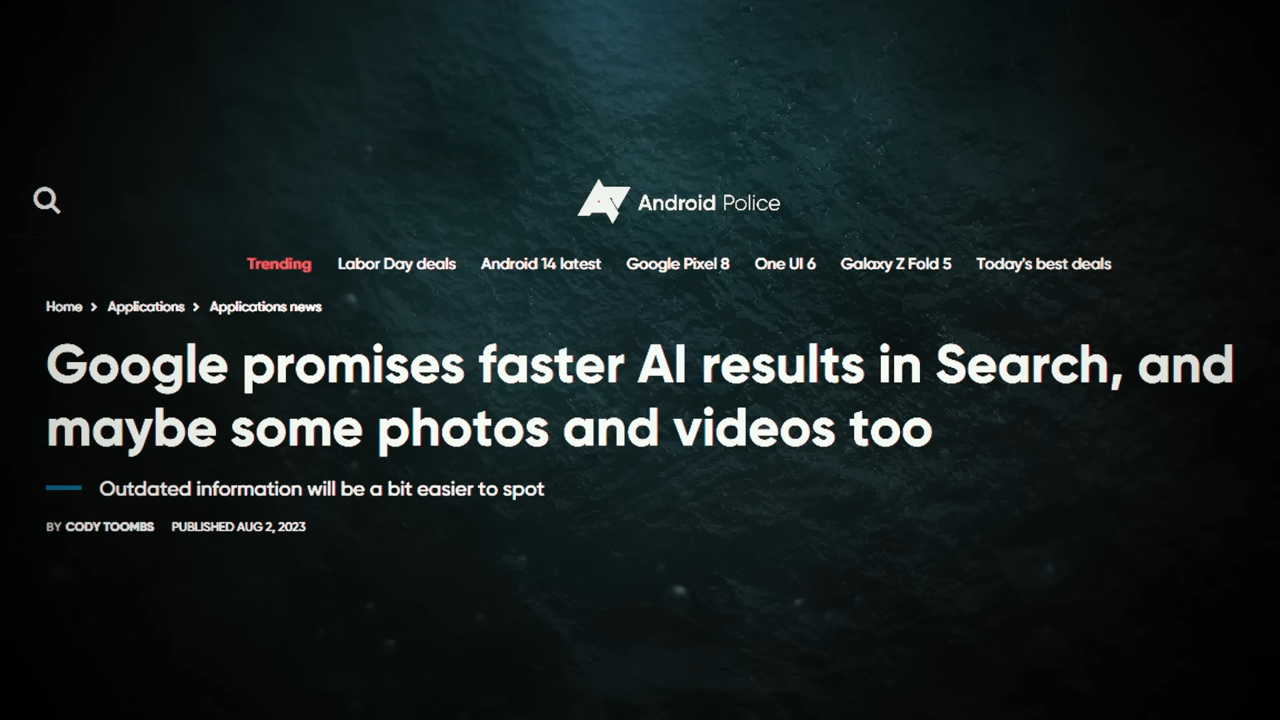 Android Police
Trending Labor Day deals Android 14 latest Google Pixel 8 One UI 6 Galaxy Z Fold 5 Today's best deals
Home > Applications > Applications news
Google promises faster AI results in Search, and
maybe some photos and videos too
Outdated information will be a bit easier to spot
BY CODY TOOMBS PUBLISHED AUG 2, 2023